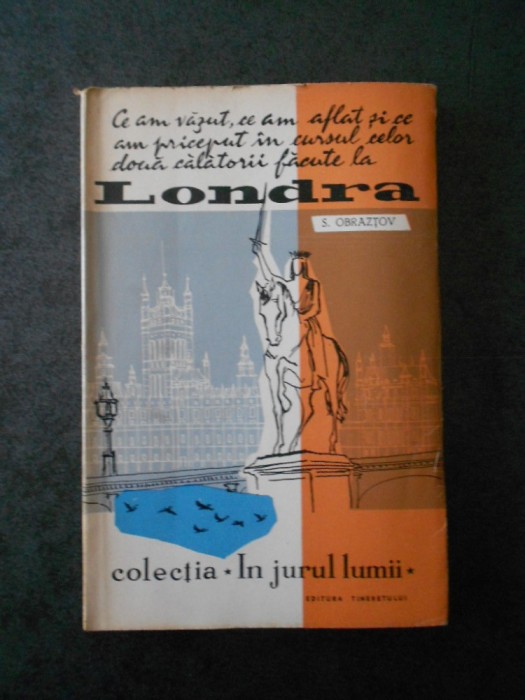 Ce am văzut, ce am aflat și ce
am priceput în cursul celor
două călătorii făcute la
Londra
S. OBRAZȚOV
colecția ★ In jurul lumii ★
EDITURA TINERETULUI